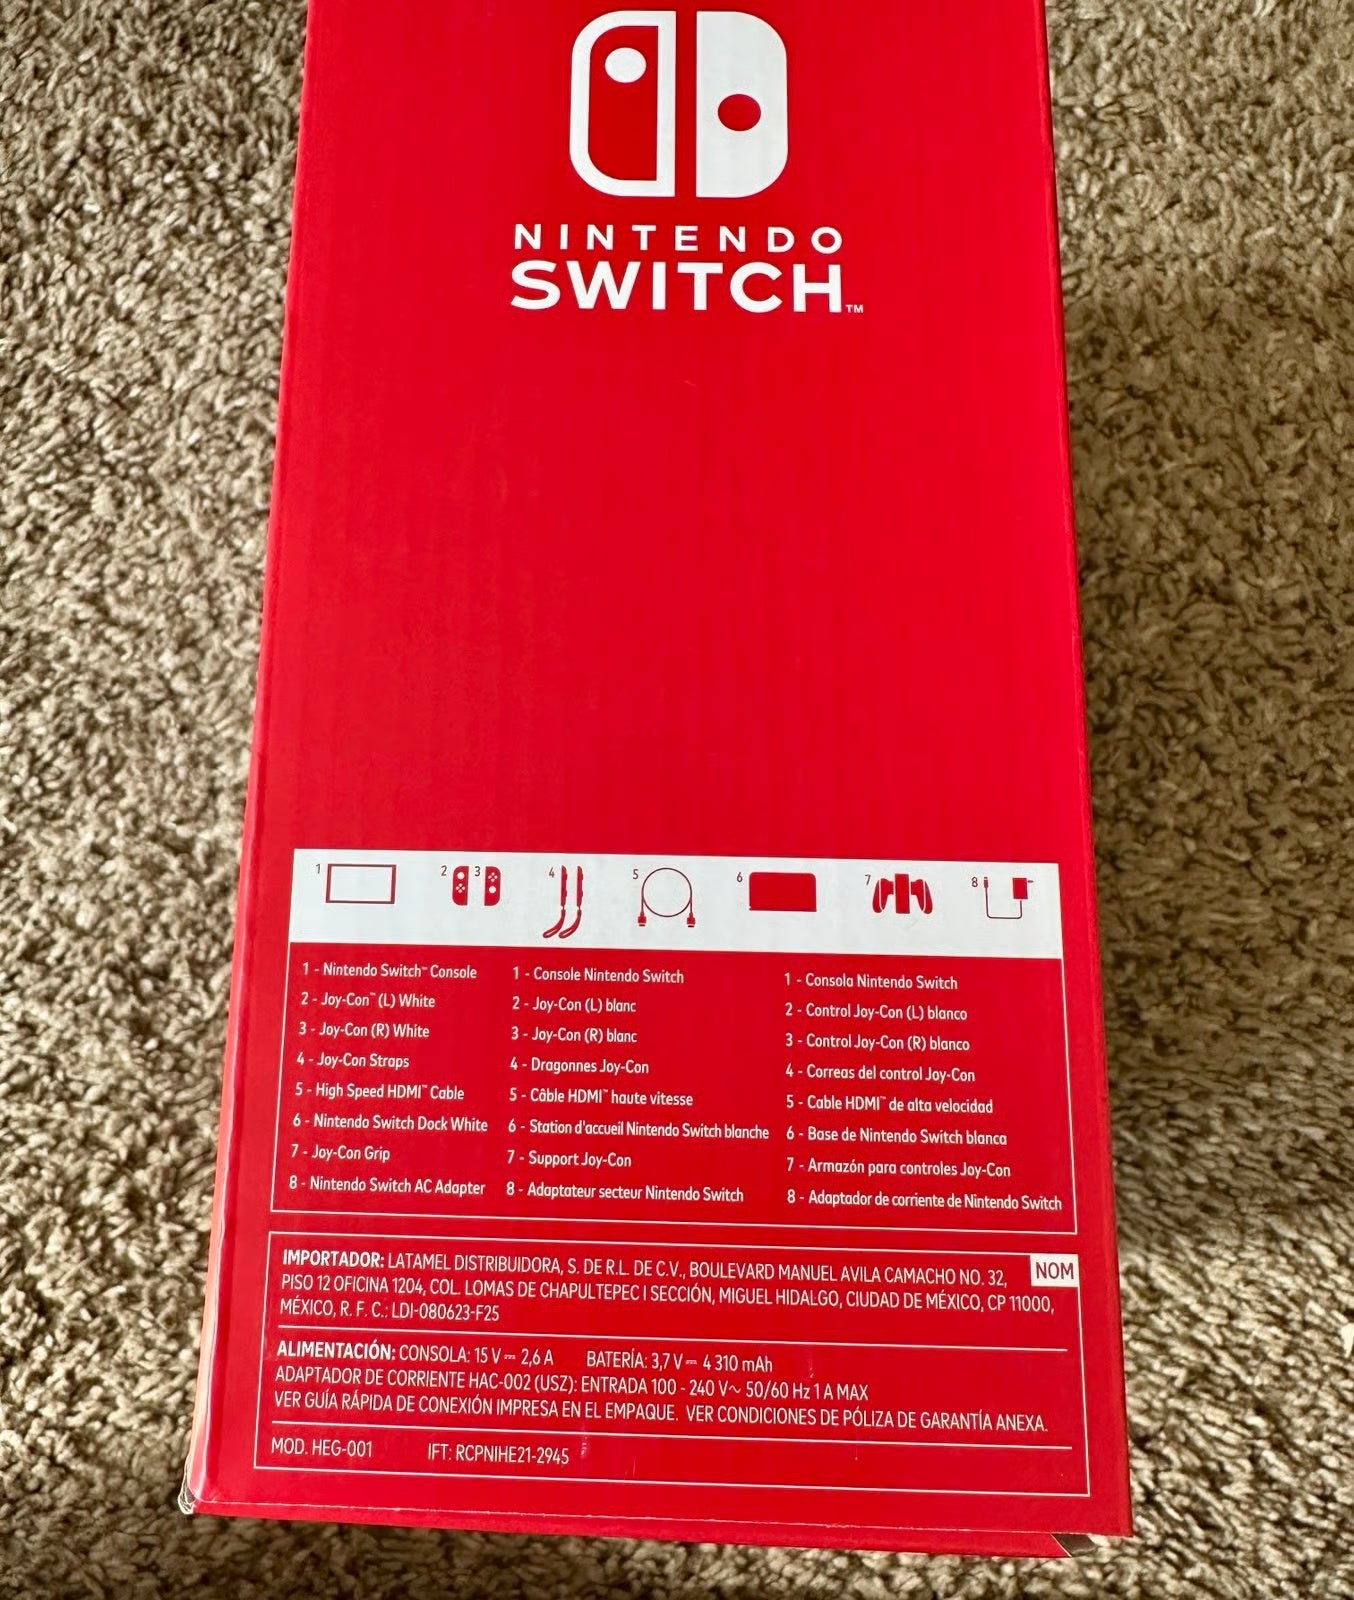 NINTENDO
SWITCH™
1 2 3 4 5 6 7 8
1 - Nintendo Switch™ Console
2 - Joy-Con™ (L) White
3 - Joy-Con (R) White
4 - Joy-Con Straps
5 - High Speed HDMI™ Cable
6 - Nintendo Switch Dock White
7 - Joy-Con Grip
8 - Nintendo Switch AC Adapter
1 - Console Nintendo Switch
2 - Joy-Con (L) blanc
3 - Joy-Con (R) blanc
4 - Dragonnes Joy-Con
5 - Câble HDMI™ haute vitesse
6 - Station d'accueil Nintendo Switch blanche
7 - Support Joy-Con
8 - Adaptateur secteur Nintendo Switch
1 - Consola Nintendo Switch
2 - Control Joy-Con (L) blanco
3 - Control Joy-Con (R) blanco
4 - Correas del control Joy-Con
5 - Cable HDMI™ de alta velocidad
6 - Base de Nintendo Switch blanca
7 - Armazón para controles Joy-Con
8 - Adaptador de corriente de Nintendo Switch
IMPORTADOR: LATAMEL DISTRIBUIDORA, S. DE R.L. DE C.V., BOULEVARD MANUEL AVILA CAMACHO NO. 32,
NOM
PISO 12 OFICINA 1204, COL. LOMAS DE CHAPULTEPEC I SECCIÓN, MIGUEL HIDALGO, CIUDAD DE MÉXICO, CP 11000,
MÉXICO, R. F. C.: LDI-080623-F25
ALIMENTACIÓN: CONSOLA: 15 V⎓ 2,6 A BATERÍA: 3,7 V⎓ 4 310 mAh
ADAPTADOR DE CORRIENTE HAC-002 (USZ): ENTRADA 100 - 240 V~ 50/60 Hz 1 A MAX
VER GUÍA RÁPIDA DE CONEXIÓN IMPRESA EN EL EMPAQUE. VER CONDICIONES DE PÓLIZA DE GARANTÍA ANEXA.
MOD. HEG-001 IFT: RCPNIHE21-2945